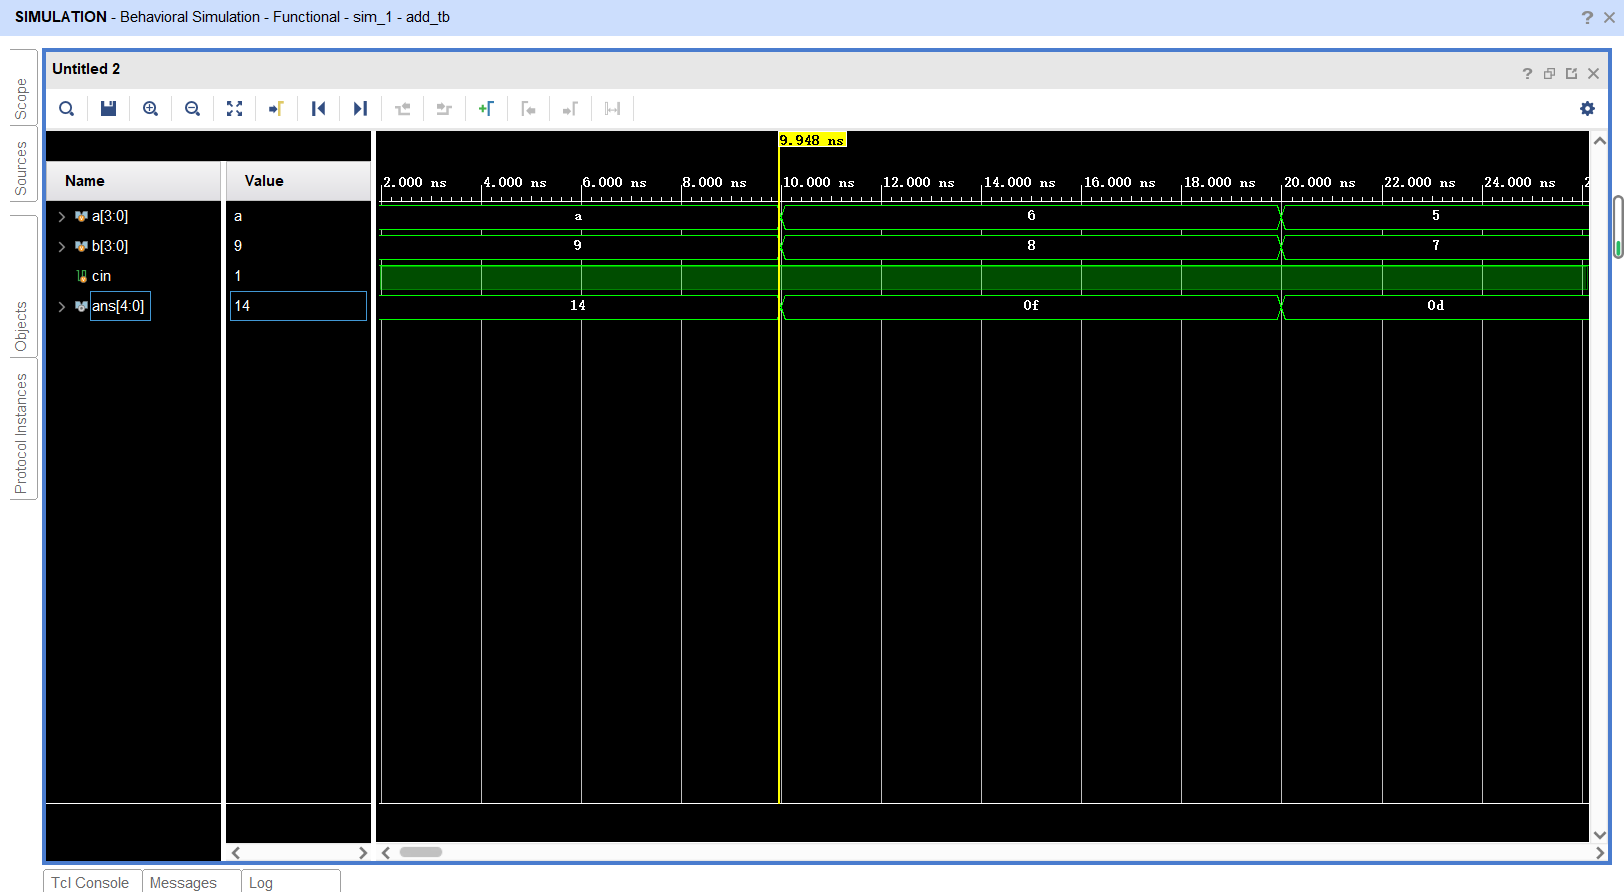 SIMULATION - Behavioral Simulation - Functional - sim_1 - add_tb
Untitled 2
Scope
Sources
Objects
Protocol Instances
9.948 ns
Name Value
2.000 ns 4.000 ns 6.000 ns 8.000 ns 10.000 ns 12.000 ns 14.000 ns 16.000 ns 18.000 ns 20.000 ns 22.000 ns 24.000 ns 2
a[3:0] a a 6 5
b[3:0] 9 9 8 7
cin 1
ans[4:0] 14 14 0f 0d
Tcl Console Messages Log